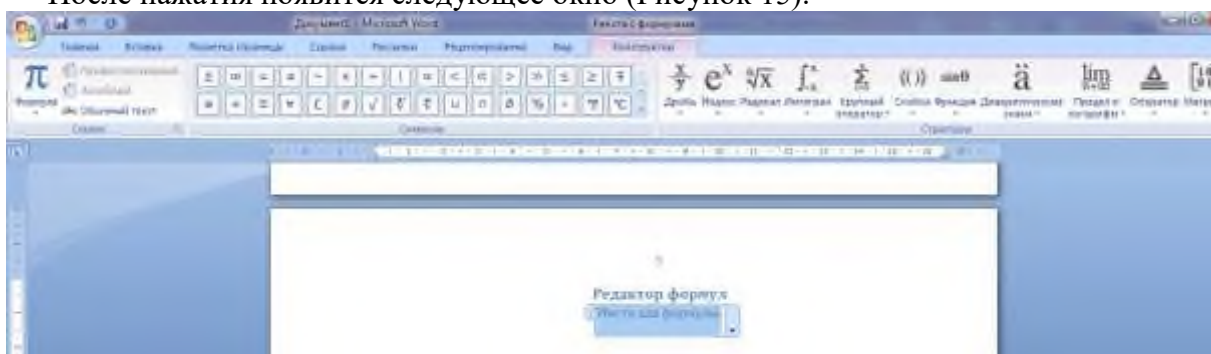 После нажатия появится следующее окно (Рисунок 15).
Документ1 - Microsoft Word Работа с формулами
Главная Вставка Разметка страницы Ссылки Рассылки Рецензирование Вид Конструктор
π
Формула
Профессиональный
Линейный
abc Обычный текст
Сервис
± ∞ = ≠ ~ × ÷ ! ∝ < ≪ > ≫ ≤ ≥ ∓
≅ ≈ ≡ ∀ ∁ ∂ √ ∛ ∜ ∪ ∩ ∅ % ° ℉ ℃
Символы
Дробь Индекс Радикал Интеграл Крупный оператор Скобка Функция Диакритические знаки Предел и логарифм Оператор
Структуры
Редактор формул
Место для формулы